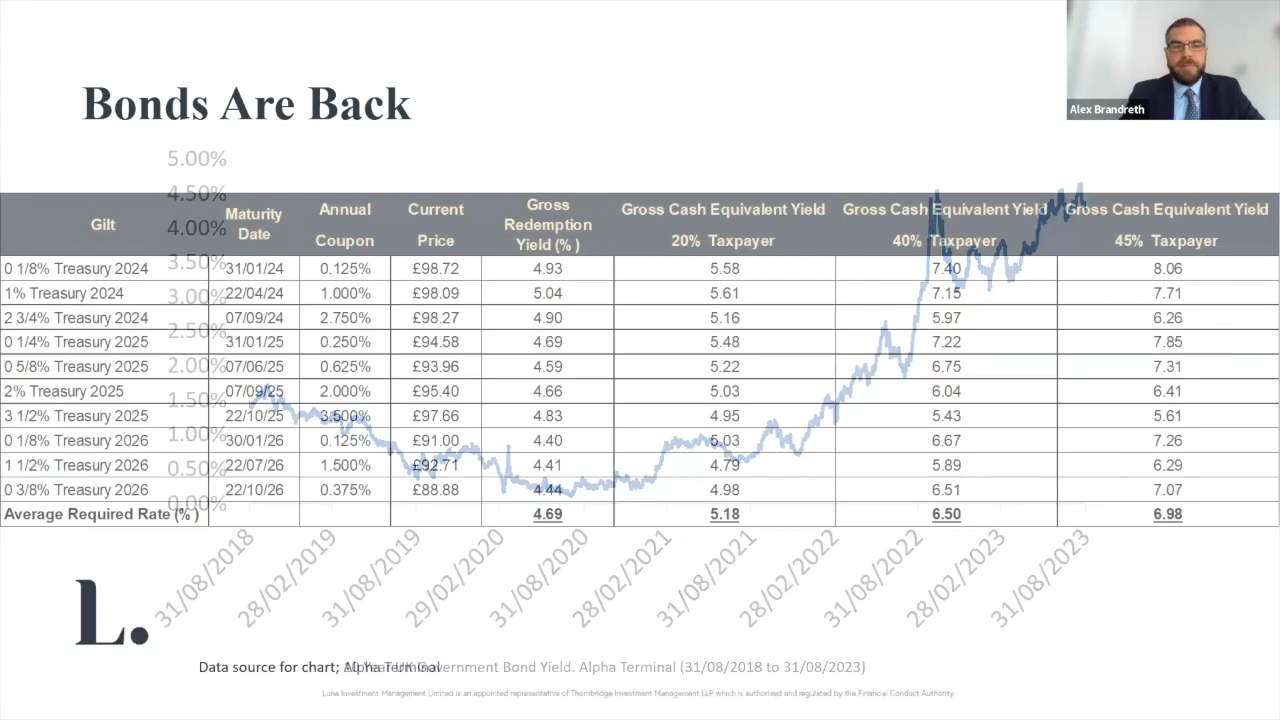 Alex Brandreth
Bonds Are Back
5.00%
4.50%
4.00%
3.50%
3.00%
2.50%
2.00%
1.50%
1.00%
0.50%
0.00%
Gilt Maturity Date Annual Coupon Current Price Gross Redemption Yield (%) Gross Cash Equivalent Yield 20% Taxpayer Gross Cash Equivalent Yield 40% Taxpayer Gross Cash Equivalent Yield 45% Taxpayer
0 1/8% Treasury 2024 31/01/24 0.125% £98.72 4.93 5.58 7.40 8.06
1% Treasury 2024 22/04/24 1.000% £98.09 5.04 5.61 7.15 7.71
2 3/4% Treasury 2024 07/09/24 2.750% £98.27 4.90 5.16 5.97 6.26
0 1/4% Treasury 2025 31/01/25 0.250% £94.58 4.69 5.48 7.22 7.85
0 5/8% Treasury 2025 07/06/25 0.625% £93.96 4.59 5.22 6.75 7.31
2% Treasury 2025 07/09/25 2.000% £95.40 4.66 5.03 6.04 6.41
3 1/2% Treasury 2025 22/10/25 3.500% £97.66 4.83 4.95 5.43 5.61
0 1/8% Treasury 2026 30/01/26 0.125% £91.00 4.40 5.03 6.67 7.26
1 1/2% Treasury 2026 22/07/26 1.500% £92.71 4.41 4.79 5.89 6.29
0 3/8% Treasury 2026 22/10/26 0.375% £88.88 4.44 4.98 6.51 7.07
Average Required Rate (%) 4.69 5.18 6.50 6.98
31/08/2018
28/02/2019
31/08/2019
29/02/2020
31/08/2020
28/02/2021
31/08/2021
28/02/2022
31/08/2022
28/02/2023
31/08/2023
L.
Data source for chart; Government Bond Yield. Alpha Terminal (31/08/2018 to 31/08/2023)
Luna Investment Management Limited is an appointed representative of Thornbridge Investment Management LLP which is authorised and regulated by the Financial Conduct Authority.